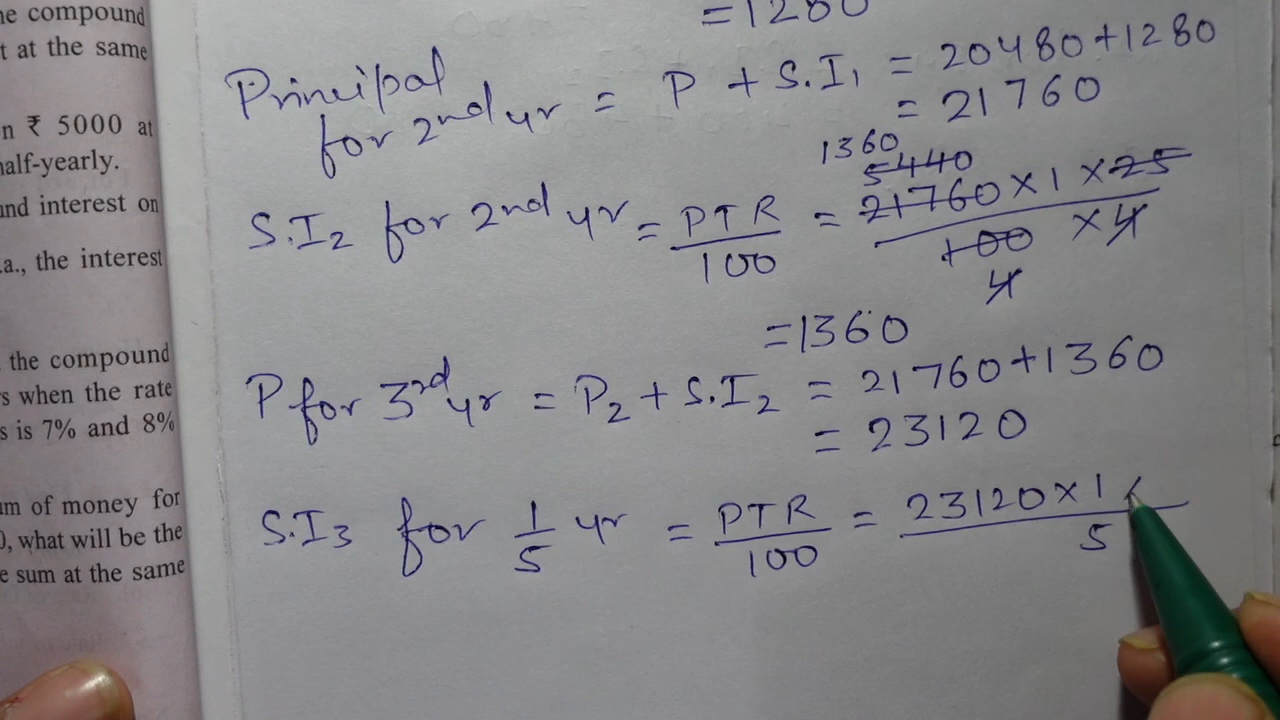 ne compound
t at the same
n ₹ 5000 at
half-yearly.
and interest on
.a., the interest
the compound
s when the rate
s is 7% and 8%
um of money for
0, what will be the
e sum at the same
=1280
Principal
for 2nd yr = P + S.I₁ = 20480+1280
= 21760
1360
5440
S.I₂ for 2nd yr = PTR/100 = 21760×1×25/100×4
4
=1360
P for 3rd yr = P₂ + S.I₂ = 21760+1360
= 23120
S.I₃ for 1/5 yr = PTR/100 = 23120×1/5